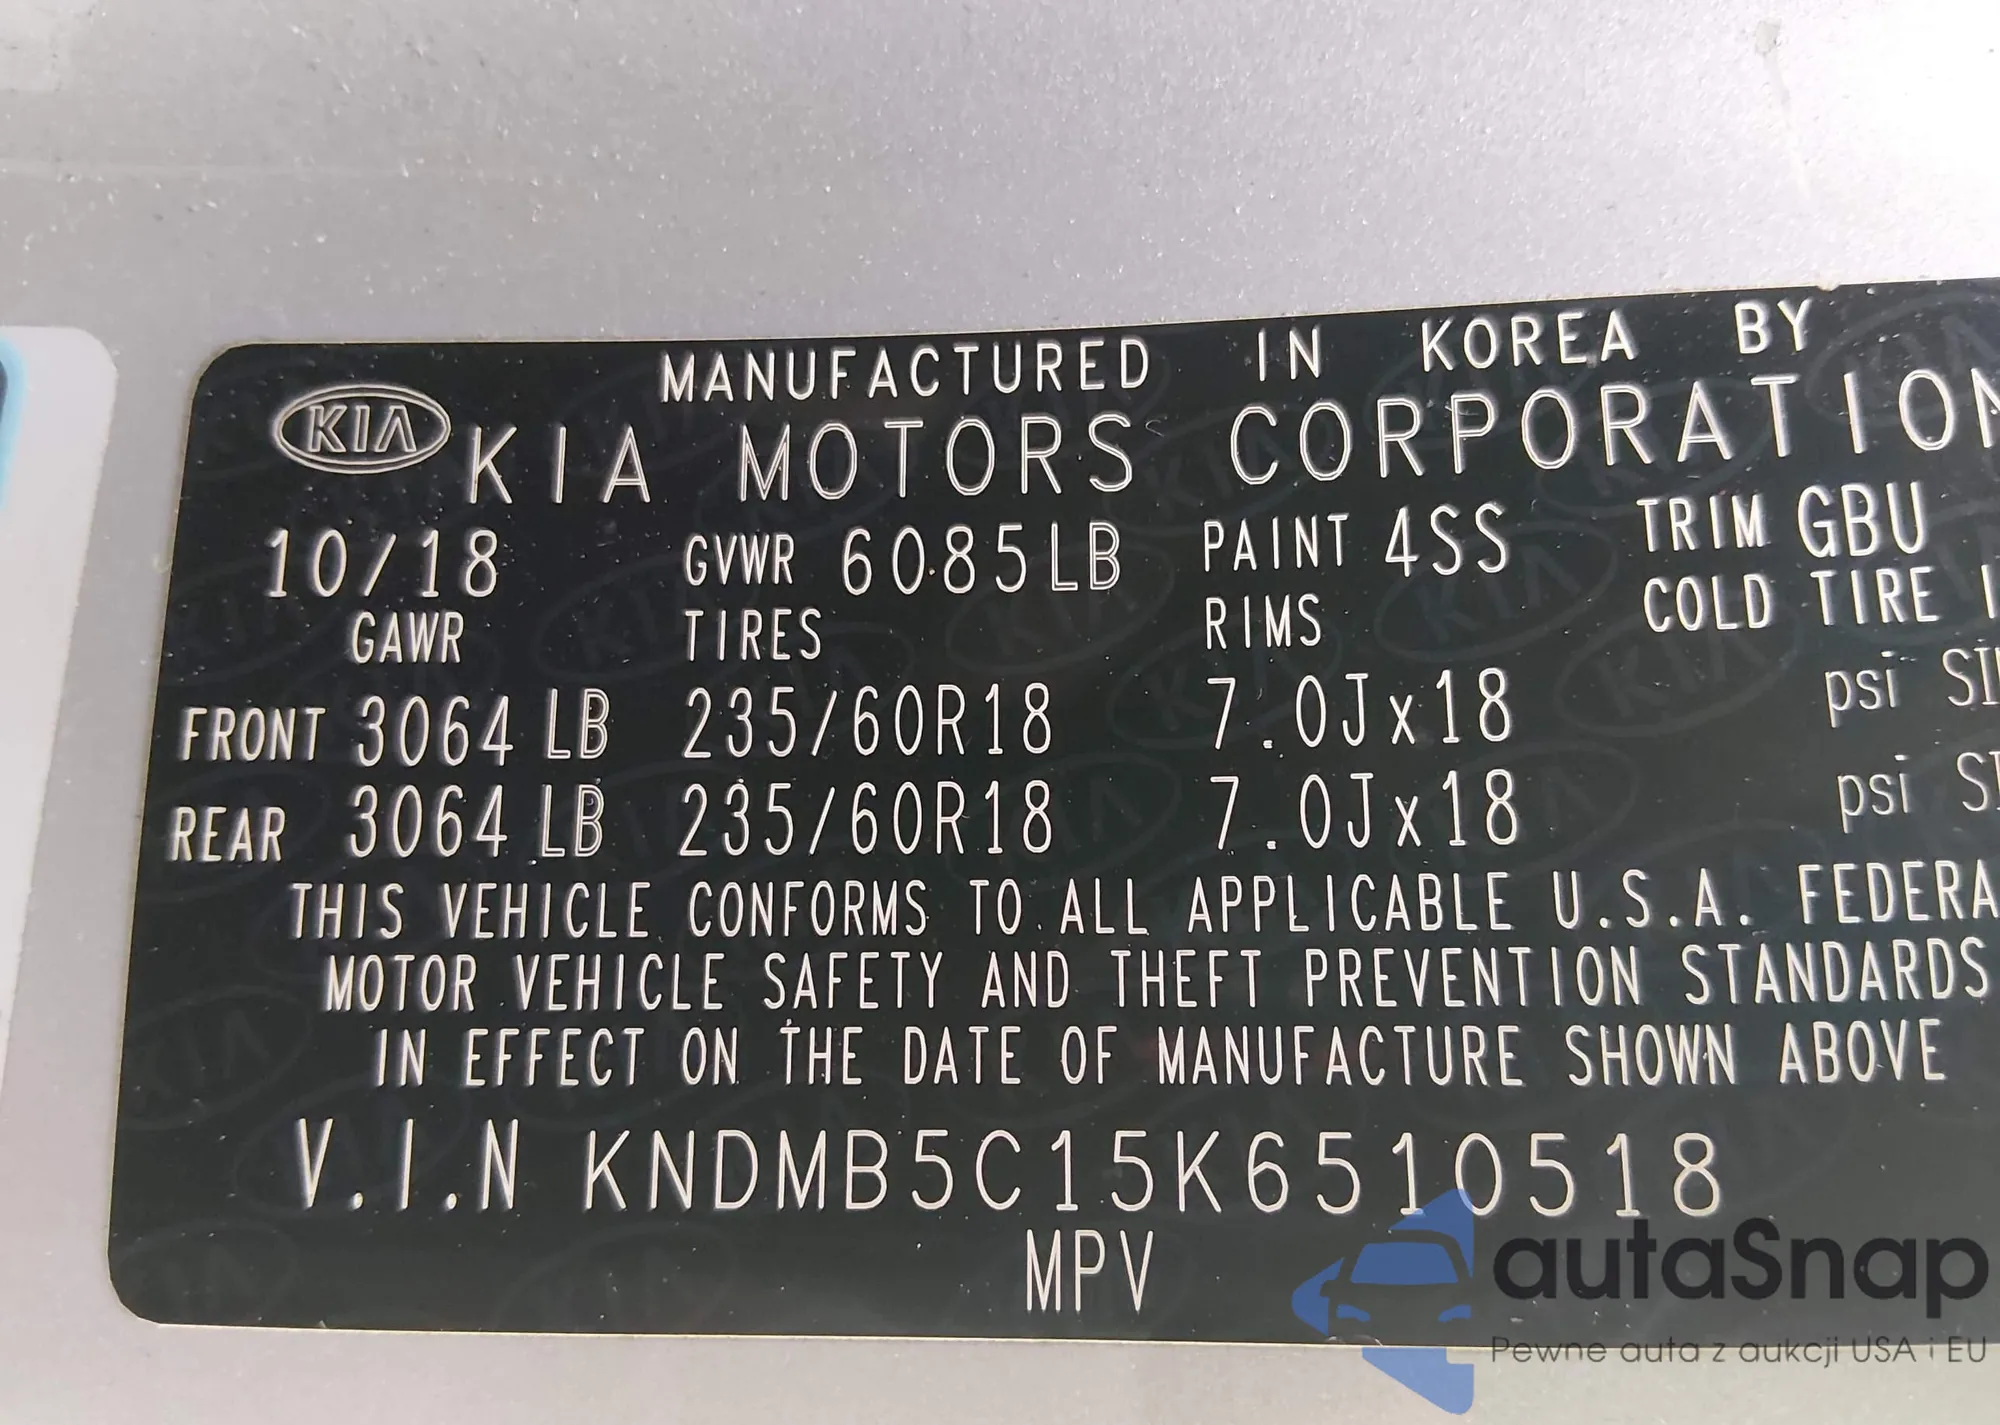 MANUFACTURED IN KOREA BY
KIA KIA MOTORS CORPORATION
10/18 GVWR 6085LB PAINT 4SS TRIM GBU
GAWR TIRES RIMS COLD TIRE
FRONT 3064 LB 235/60R18 7.0Jx18 psi
REAR 3064 LB 235/60R18 7.0Jx18 psi
THIS VEHICLE CONFORMS TO ALL APPLICABLE U.S.A. FEDERA
MOTOR VEHICLE SAFETY AND THEFT PREVENTION STANDARDS
IN EFFECT ON THE DATE OF MANUFACTURE SHOWN ABOVE
V.I.N KNDMB5C15K6510518
MPV
autaSnap
Pewne auta z aukcji USA i EU